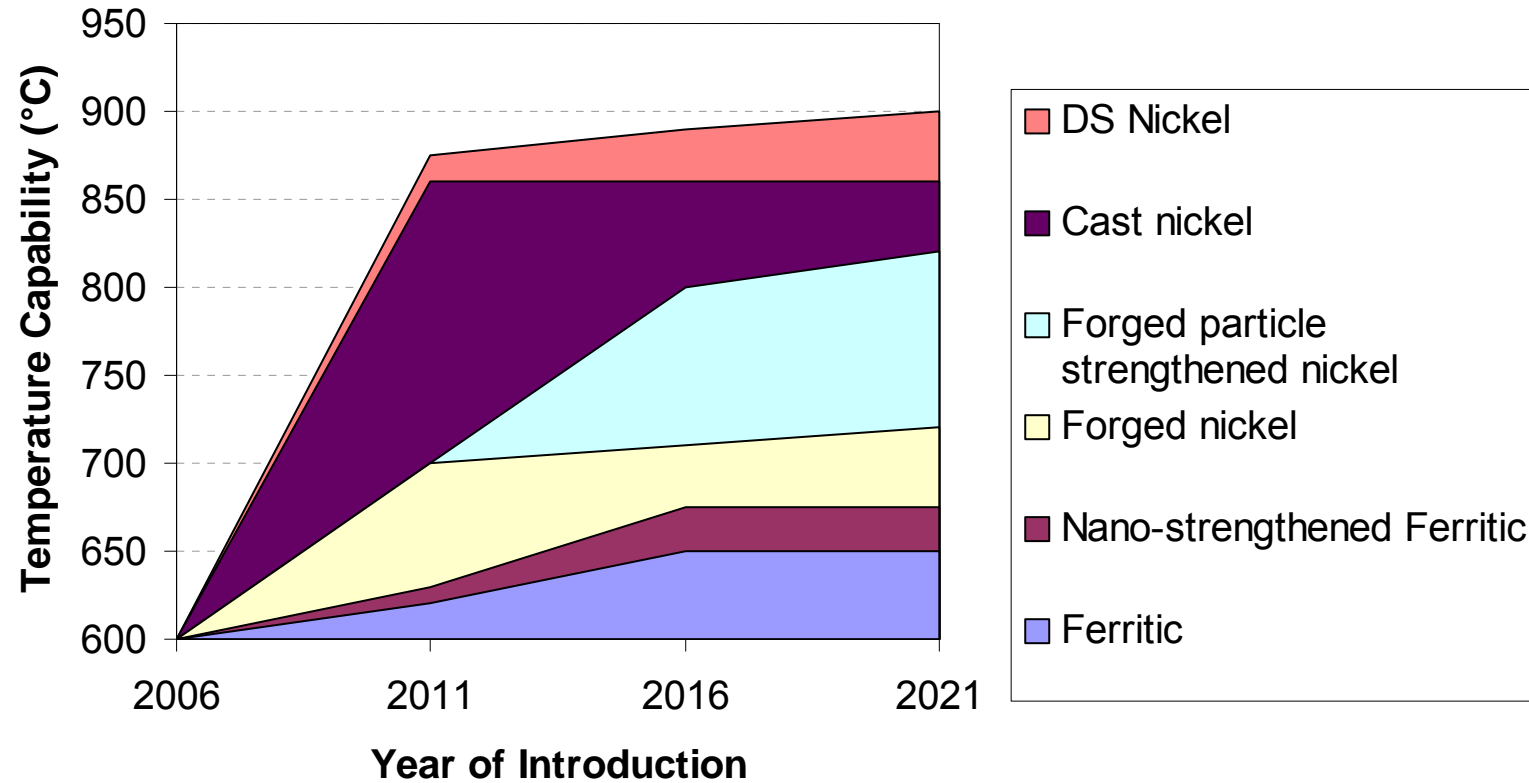 Temperature Capability (°C)
950
900
850
800
750
700
650
600
2006 2011 2016 2021
Year of Introduction
DS Nickel
Cast nickel
Forged particle
strengthened nickel
Forged nickel
Nano-strengthened Ferritic
Ferritic